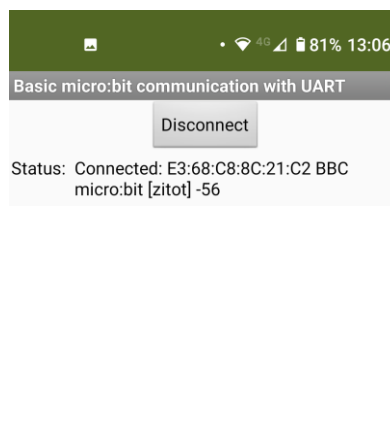 4G 81% 13:06
Basic micro:bit communication with UART
Disconnect
Status: Connected: E3:68:C8:8C:21:C2 BBC
micro:bit [zitot] -56